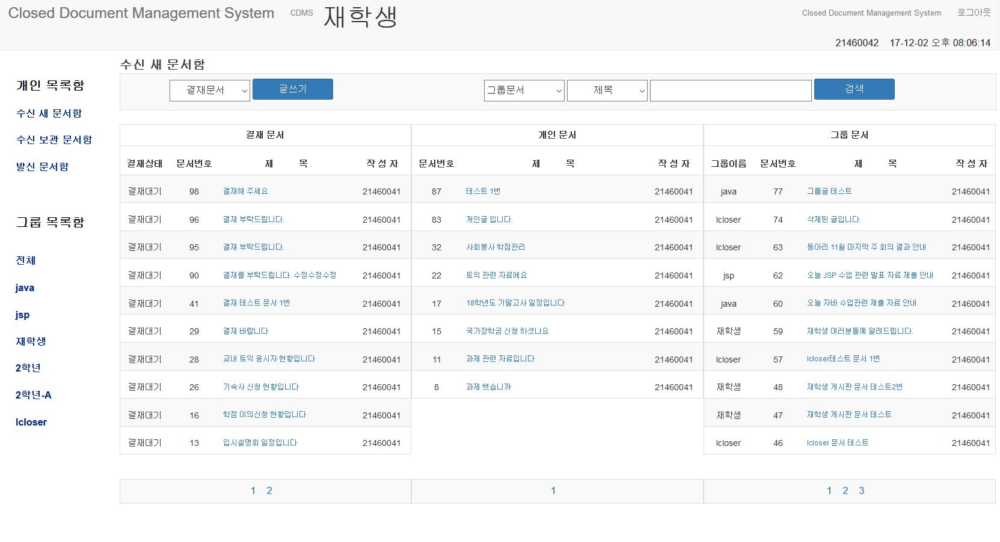 Closed Document Management System CDMS 재학생 Closed Document Management System 로그아웃
21460042 17-12-02 오후 08:06:14
개인 목록함
수신 새 문서함
수신 보관 문서함
발신 문서함
그룹 목록함
전체
java
jsp
재학생
2학년
2학년-A
lcloser
수신 새 문서함
결재문서 글쓰기 그룹문서 제목 검색
결재 문서
결재상태 문서번호 제 목 작 성 자
결재대기 98 결재해 주세요 21460041
결재대기 96 결재 부탁드립니다. 21460041
결재대기 95 결재 부탁드립니다. 21460041
결재대기 90 결재를 부탁드립니다. 수정수정수정 21460041
결재대기 41 결재 테스트 문서 1번 21460041
결재대기 29 결재 바랍니다 21460041
결재대기 28 교내 토익 응시자 현황입니다 21460041
결재대기 26 기숙사 신청 현황입니다 21460041
결재대기 16 학점 이의신청 현황입니다 21460041
결재대기 13 입시설명회 일정입니다 21460041
1 2
개인 문서
문서번호 제 목 작 성 자
87 테스트 1번 21460041
83 개인글 입니다. 21460041
32 사회봉사 학점관리 21460041
22 토익 관련 자료에요 21460041
17 18학년도 기말고사 일정입니다 21460041
15 국가장학금 신청 하셨나요 21460041
11 과제 관련 자료입니다 21460041
8 과제 했습니까 21460041
1
그룹 문서
그룹이름 문서번호 제 목 작 성 자
java 77 그룹글 테스트 21460041
lcloser 74 삭제된 글입니다. 21460041
lcloser 63 동아리 11월 마지막 주 회의 결과 안내 21460041
jsp 62 오늘 JSP 수업 관련 발표 자료 제출 안내 21460041
java 60 오늘 자바 수업관련 제출 자료 안내 21460041
재학생 59 재학생 여러분들께 알려드립니다. 21460041
lcloser 57 lcloser테스트 문서 1번 21460041
재학생 48 재학생 게시판 문서 테스트2번 21460041
재학생 47 재학생 게시판 문서 테스트 21460041
lcloser 46 lcloser 문서 테스트 21460041
1 2 3